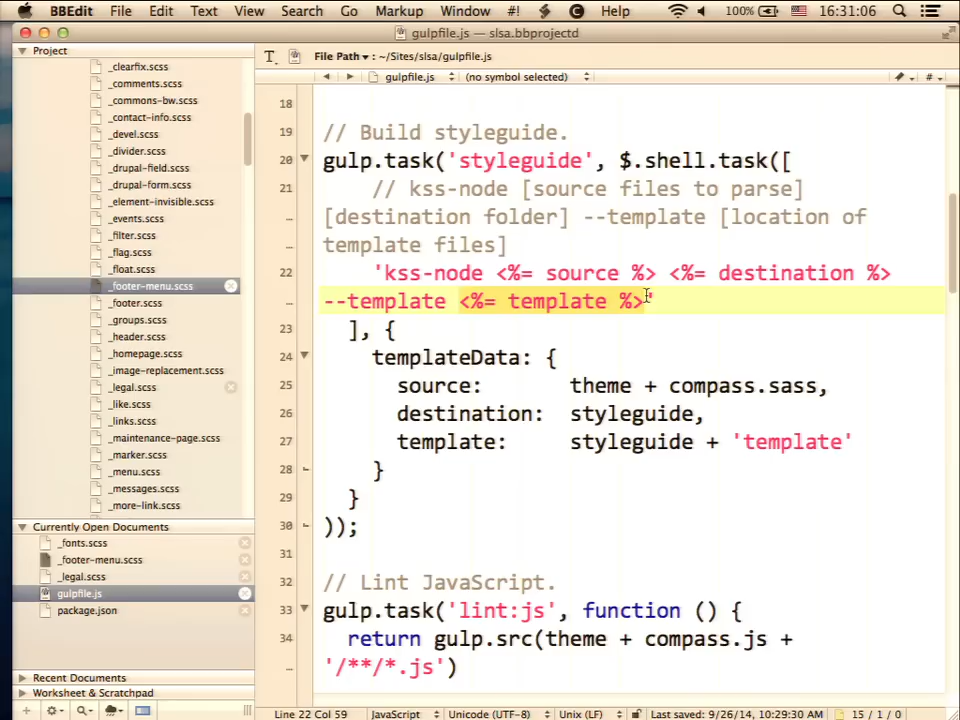 BBEdit File Edit Text View Search Go Markup Window #! Help 100% 16:31:06
gulpfile.js — slsa.bbprojectd
Project
File Path ▾ : ~/Sites/slsa/gulpfile.js
gulpfile.js (no symbol selected) #
_clearfix.scss
_comments.scss
_commons-bw.scss
_contact-info.scss
_devel.scss
_divider.scss
_drupal-field.scss
_drupal-form.scss
_element-invisible.scss
_events.scss
_filter.scss
_flag.scss
_float.scss
_footer-menu.scss
_footer.scss
_groups.scss
_header.scss
_homepage.scss
_image-replacement.scss
_legal.scss
_like.scss
_links.scss
_maintenance-page.scss
_marker.scss
_menu.scss
_messages.scss
_more-link.scss
Currently Open Documents
_fonts.scss
_footer-menu.scss
_legal.scss
gulpfile.js
package.json
Recent Documents
Worksheet & Scratchpad
18
19 // Build styleguide.
20 gulp.task('styleguide', $.shell.task([
21 // kss-node [source files to parse]
[destination folder] --template [location of
template files]
22 'kss-node <%= source %> <%= destination %>
--template <%= template %>'
23 ], {
24 templateData: {
25 source: theme + compass.sass,
26 destination: styleguide,
27 template: styleguide + 'template'
28 }
29 }
30 ));
31
32 // Lint JavaScript.
33 gulp.task('lint:js', function () {
34 return gulp.src(theme + compass.js +
'/**/*.js')
Line 22 Col 59 JavaScript Unicode (UTF-8) Unix (LF) Last saved: 9/26/14, 10:29:30 AM 15 / 1 / 0